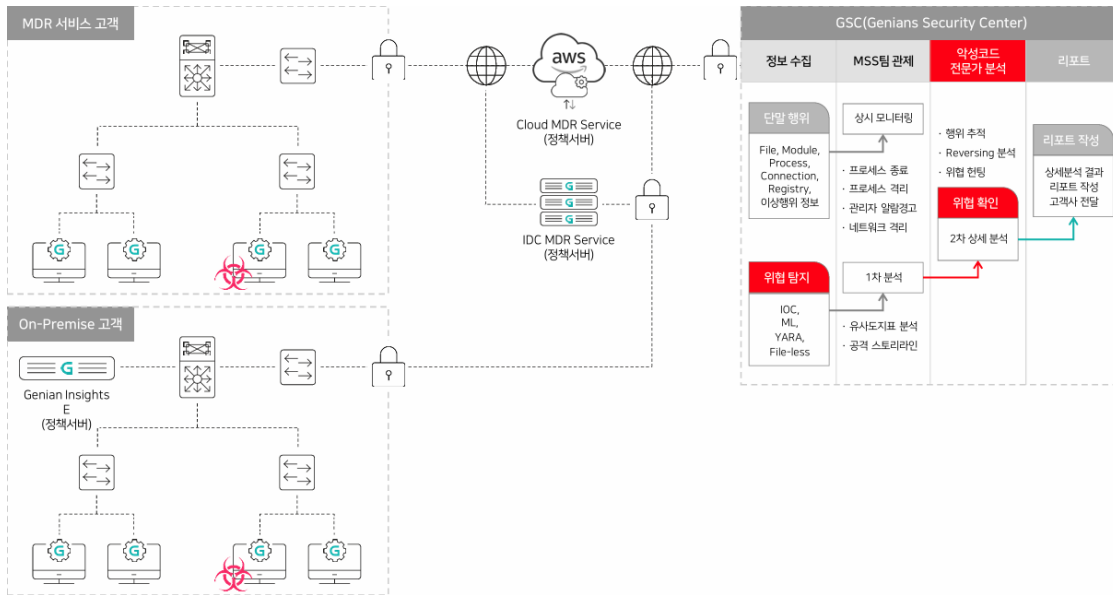 MDR 서비스 고객
G
G
G
G
On-Premise 고객
G
Genian Insights
E
(정책서버)
G
G
G
G
aws
Cloud MDR Service
(정책서버)
G
IDC MDR Service
(정책서버)
GSC(Genians Security Center)
정보 수집
단말 행위
File, Module,
Process,
Connection,
Registry,
이상행위 정보
위협 탐지
IOC,
ML,
YARA,
File-less
MSS팀 관제
상시 모니터링
· 프로세스 종료
· 프로세스 격리
· 관리자 알람경고
· 네트워크 격리
1차 분석
· 유사도지표 분석
· 공격 스토리라인
악성코드
전문가 분석
· 행위 추적
· Reversing 분석
· 위협 헌팅
위협 확인
2차 상세 분석
리포트
리포트 작성
상세분석 결과
리포트 작성
고객사 전달